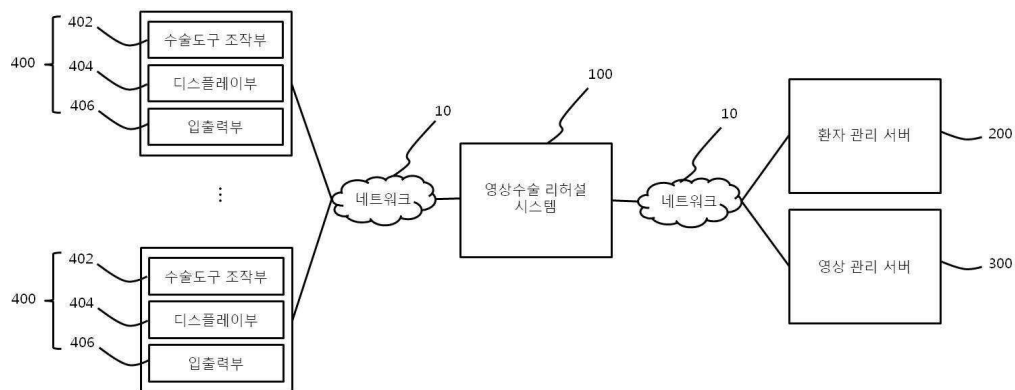 402
수술도구 조작부
400
404
디스플레이부
406
입출력부
10
네트워크
100
영상수술 리허설
시스템
10
네트워크
환자 관리 서버
200
영상 관리 서버
300
...
402
수술도구 조작부
400
404
디스플레이부
406
입출력부